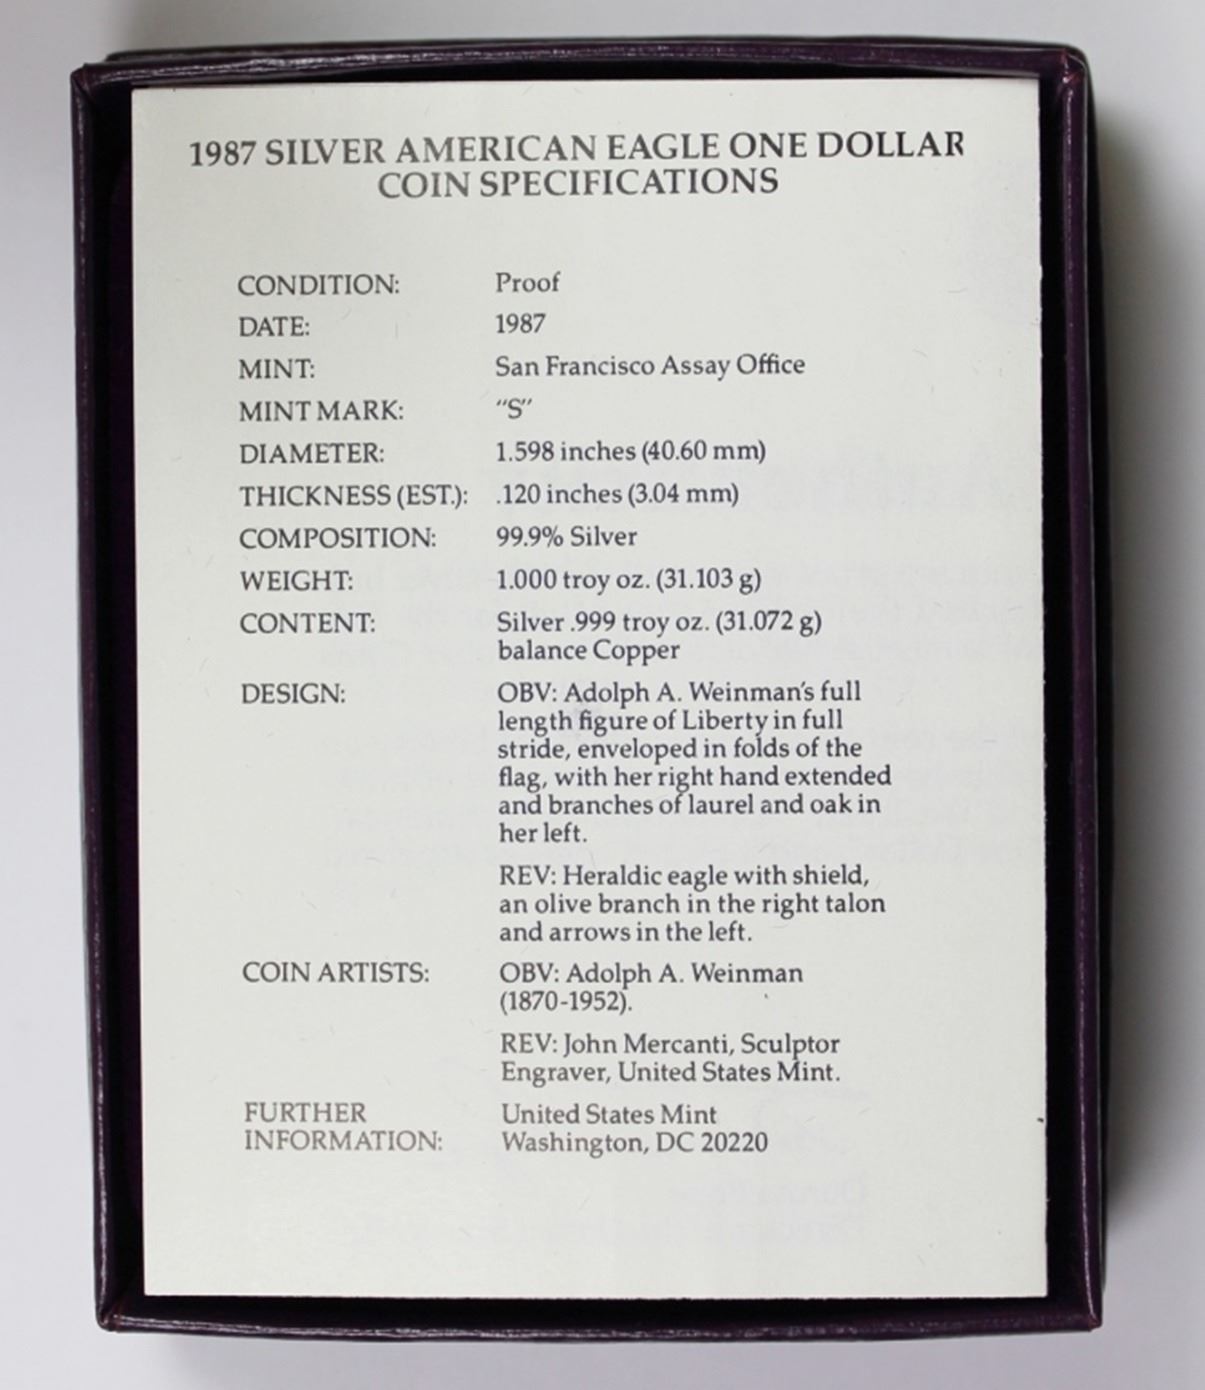 1987 SILVER AMERICAN EAGLE ONE DOLLAR
COIN SPECIFICATIONS
CONDITION: Proof
DATE: 1987
MINT: San Francisco Assay Office
MINT MARK: “S”
DIAMETER: 1.598 inches (40.60 mm)
THICKNESS (EST.): .120 inches (3.04 mm)
COMPOSITION: 99.9% Silver
WEIGHT: 1.000 troy oz. (31.103 g)
CONTENT: Silver .999 troy oz. (31.072 g)
balance Copper
DESIGN: OBV: Adolph A. Weinman’s full
length figure of Liberty in full
stride, enveloped in folds of the
flag, with her right hand extended
and branches of laurel and oak in
her left.
REV: Heraldic eagle with shield,
an olive branch in the right talon
and arrows in the left.
COIN ARTISTS: OBV: Adolph A. Weinman
(1870-1952).
REV: John Mercanti, Sculptor
Engraver, United States Mint.
FURTHER United States Mint
INFORMATION: Washington, DC 20220